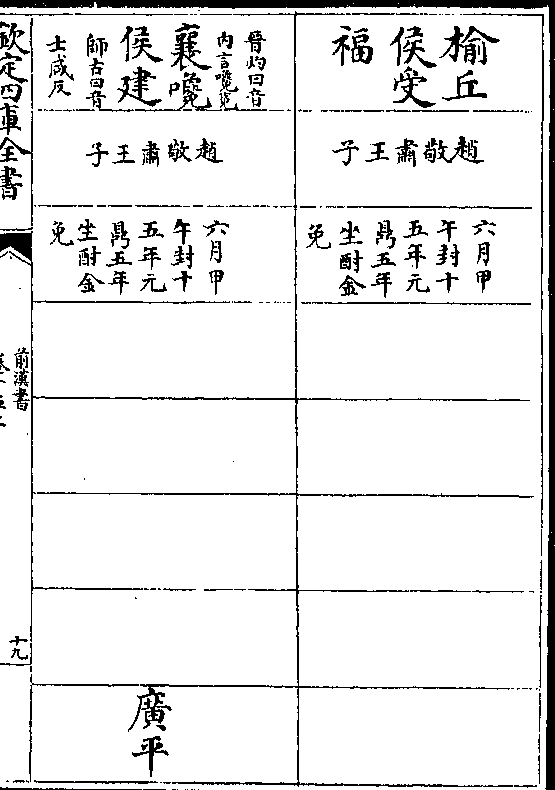 榆丘
侯受
福
趙敬肅王子
六月甲
午封十
五年元
鼎五年
坐酎金
免
襄嚵
侯建
晉灼曰音
内言嚵菟
師古曰音
士咸反
趙敬肅王子
六月甲
午封十
五年元
鼎五年
坐酎金
免
廣平
欽定四庫全書
前漢書
十九